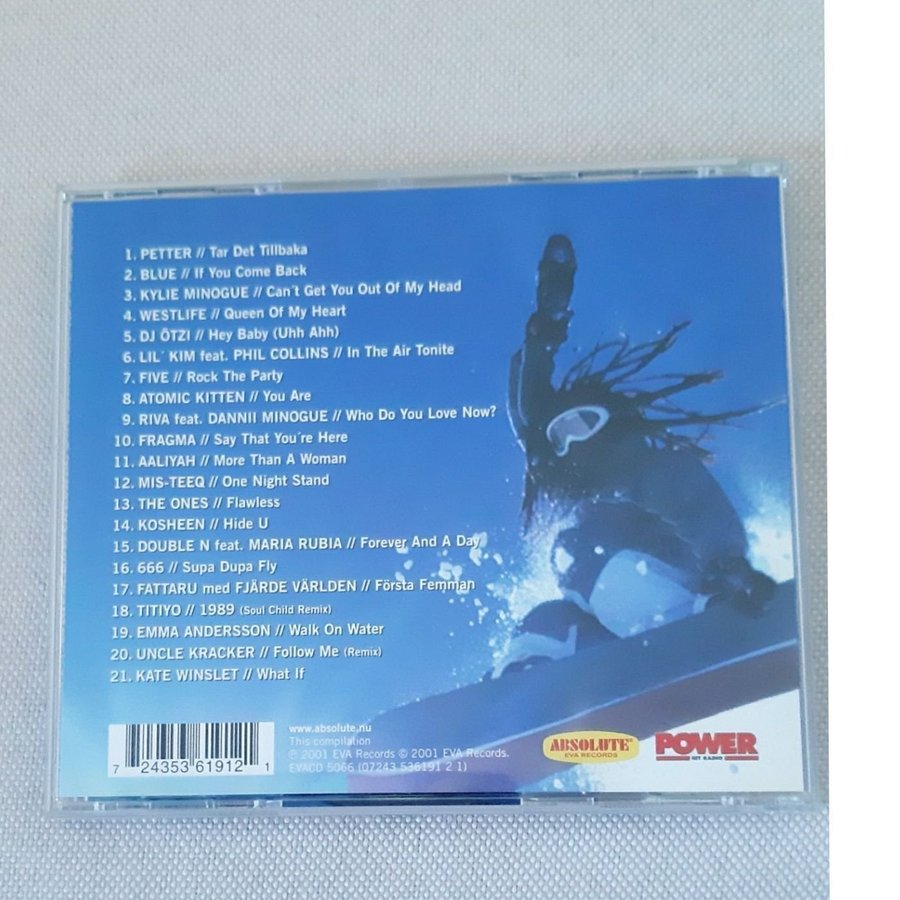 1. PETTER // Tar Det Tillbaka
2. BLUE // If You Come Back
3. KYLIE MINOGUE // Can´t Get You Out Of My Head
4. WESTLIFE // Queen Of My Heart
5. DJ ÖTZI // Hey Baby (Uhh Ahh)
6. LIL´ KIM feat. PHIL COLLINS // In The Air Tonite
7. FIVE // Rock The Party
8. ATOMIC KITTEN // You Are
9. RIVA feat. DANNII MINOGUE // Who Do You Love Now?
10. FRAGMA // Say That You´re Here
11. AALIYAH // More Than A Woman
12. MIS-TEEQ // One Night Stand
13. THE ONES // Flawless
14. KOSHEEN // Hide U
15. DOUBLE N feat. MARIA RUBIA // Forever And A Day
16. 666 // Supa Dupa Fly
17. FATTARU med FJÄRDE VÄRLDEN // Första Femman
18. TITIYO // 1989 (Soul Child Remix)
19. EMMA ANDERSSON // Walk On Water
20. UNCLE KRACKER // Follow Me (Remix)
21. KATE WINSLET // What If
7 24353 61912 1
www.absolute.nu
This compilation
℗ 2001 EVA Records © 2001 EVA Records.
EVACD 5066 (07243 536191 2 1)
ABSOLUTE
EVA RECORDS
POWER
HIT RADIO